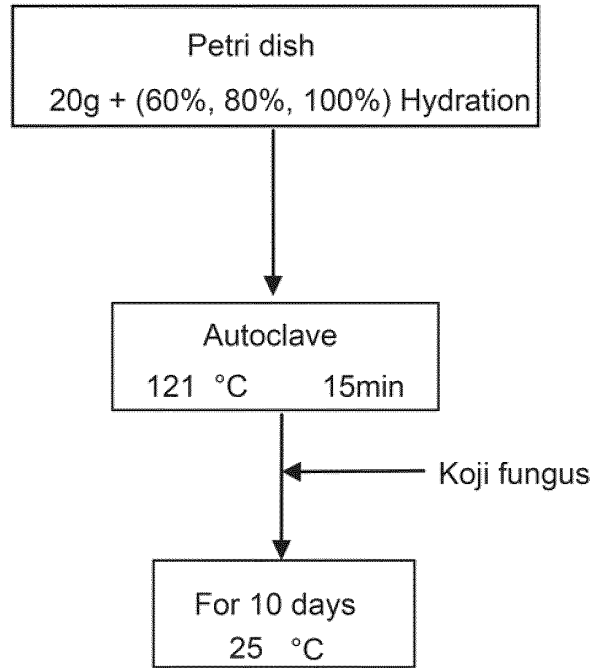 Petri dish
20g + (60%, 80%, 100%) Hydration
Autoclave
121 °C 15min
Koji fungus
For 10 days
25 °C